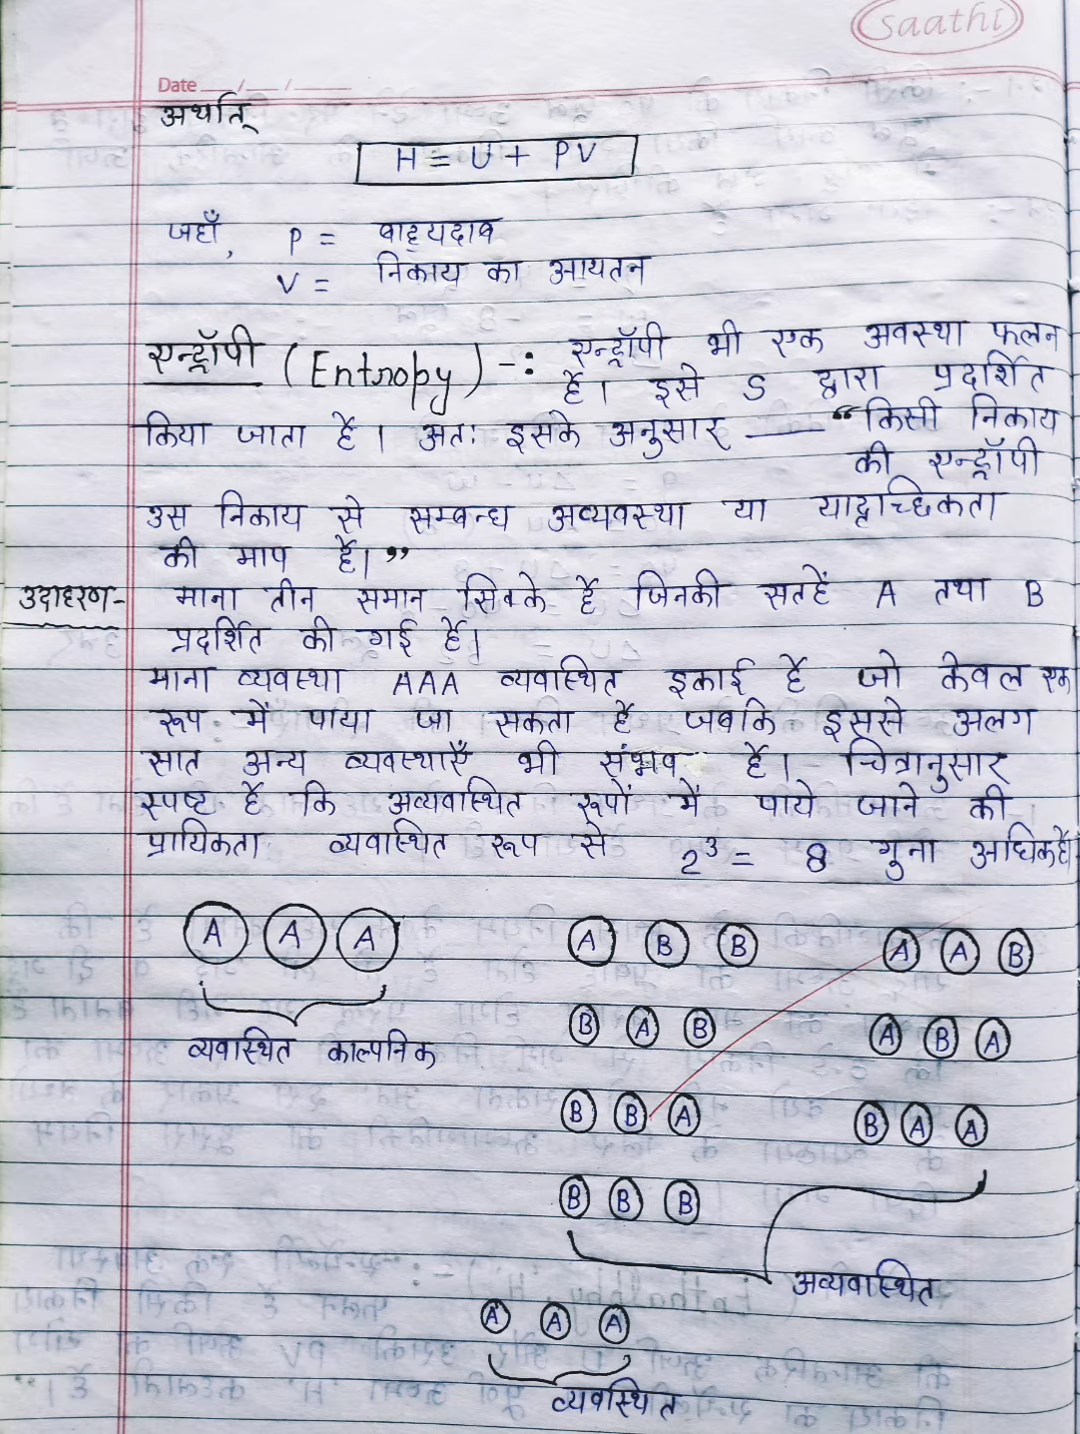 saathi
Date __/__/__
अर्थात्
H = U + PV
जहाँ, P = बाह्यदाब
V = निकाय का आयतन
एन्ट्रॉपी (Entropy) -: एन्ट्रॉपी भी एक अवस्था फलन
है। इसे S द्वारा प्रदर्शित
किया जाता है। अतः इसके अनुसार — “किसी निकाय
की एन्ट्रॉपी
उस निकाय से सम्बन्ध अव्यवस्था या यादृच्छिकता
की माप है।”
उदाहरण- माना तीन समान सिक्के हैं जिनकी सतहें A तथा B
प्रदर्शित की गई हैं।
माना व्यवस्था AAA व्यवस्थित इकाई है जो केवल एक
रूप में पाया जा सकता है जबकि इससे अलग
सात अन्य व्यवस्थाएँ भी संभव हैं। चित्रानुसार
स्पष्ट है कि अव्यवस्थित रूपों में पाये जाने की
प्रायिकता व्यवस्थित रूप से 2³ = 8 गुना अधिक है।
A A A A B B A A B
B A B A B A
व्यवस्थित काल्पनिक
B B A B A A
B B B
अव्यवस्थित
A A A
व्यवस्थित